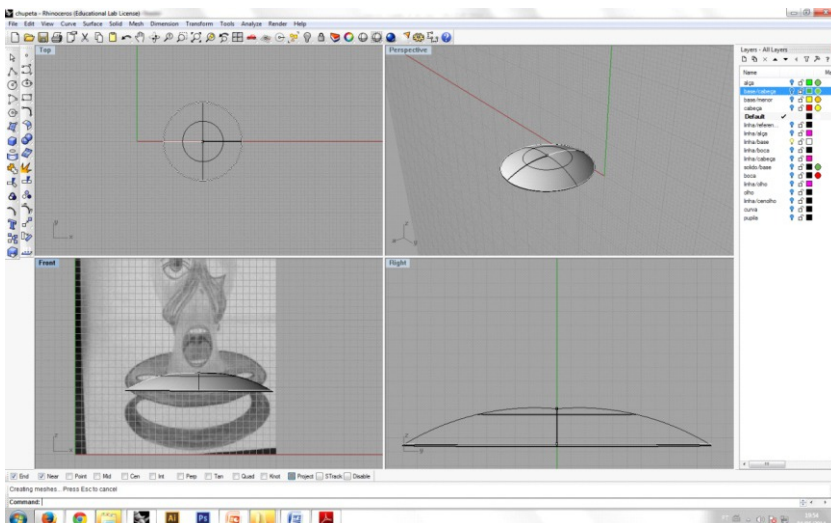 chupeta - Rhinoceros (Educational Lab License)
File Edit View Curve Surface Solid Mesh Dimension Transform Tools Analyze Render Help
Top
Perspective
Front
Right
Layers - All Layers
Name
alça
base/cabeça
base/menor
cabeça
Default
linha/referen...
linha/alça
linha/base
linha/boca
linha/cabeça
solido/base
boca
linha/olho
olho
linha/cenolho
curva
pupila
End Near Point Mid Cen Int Perp Tan Quad Knot Project STrack Disable
Creating meshes... Press Esc to cancel
Command:
Ai Ps